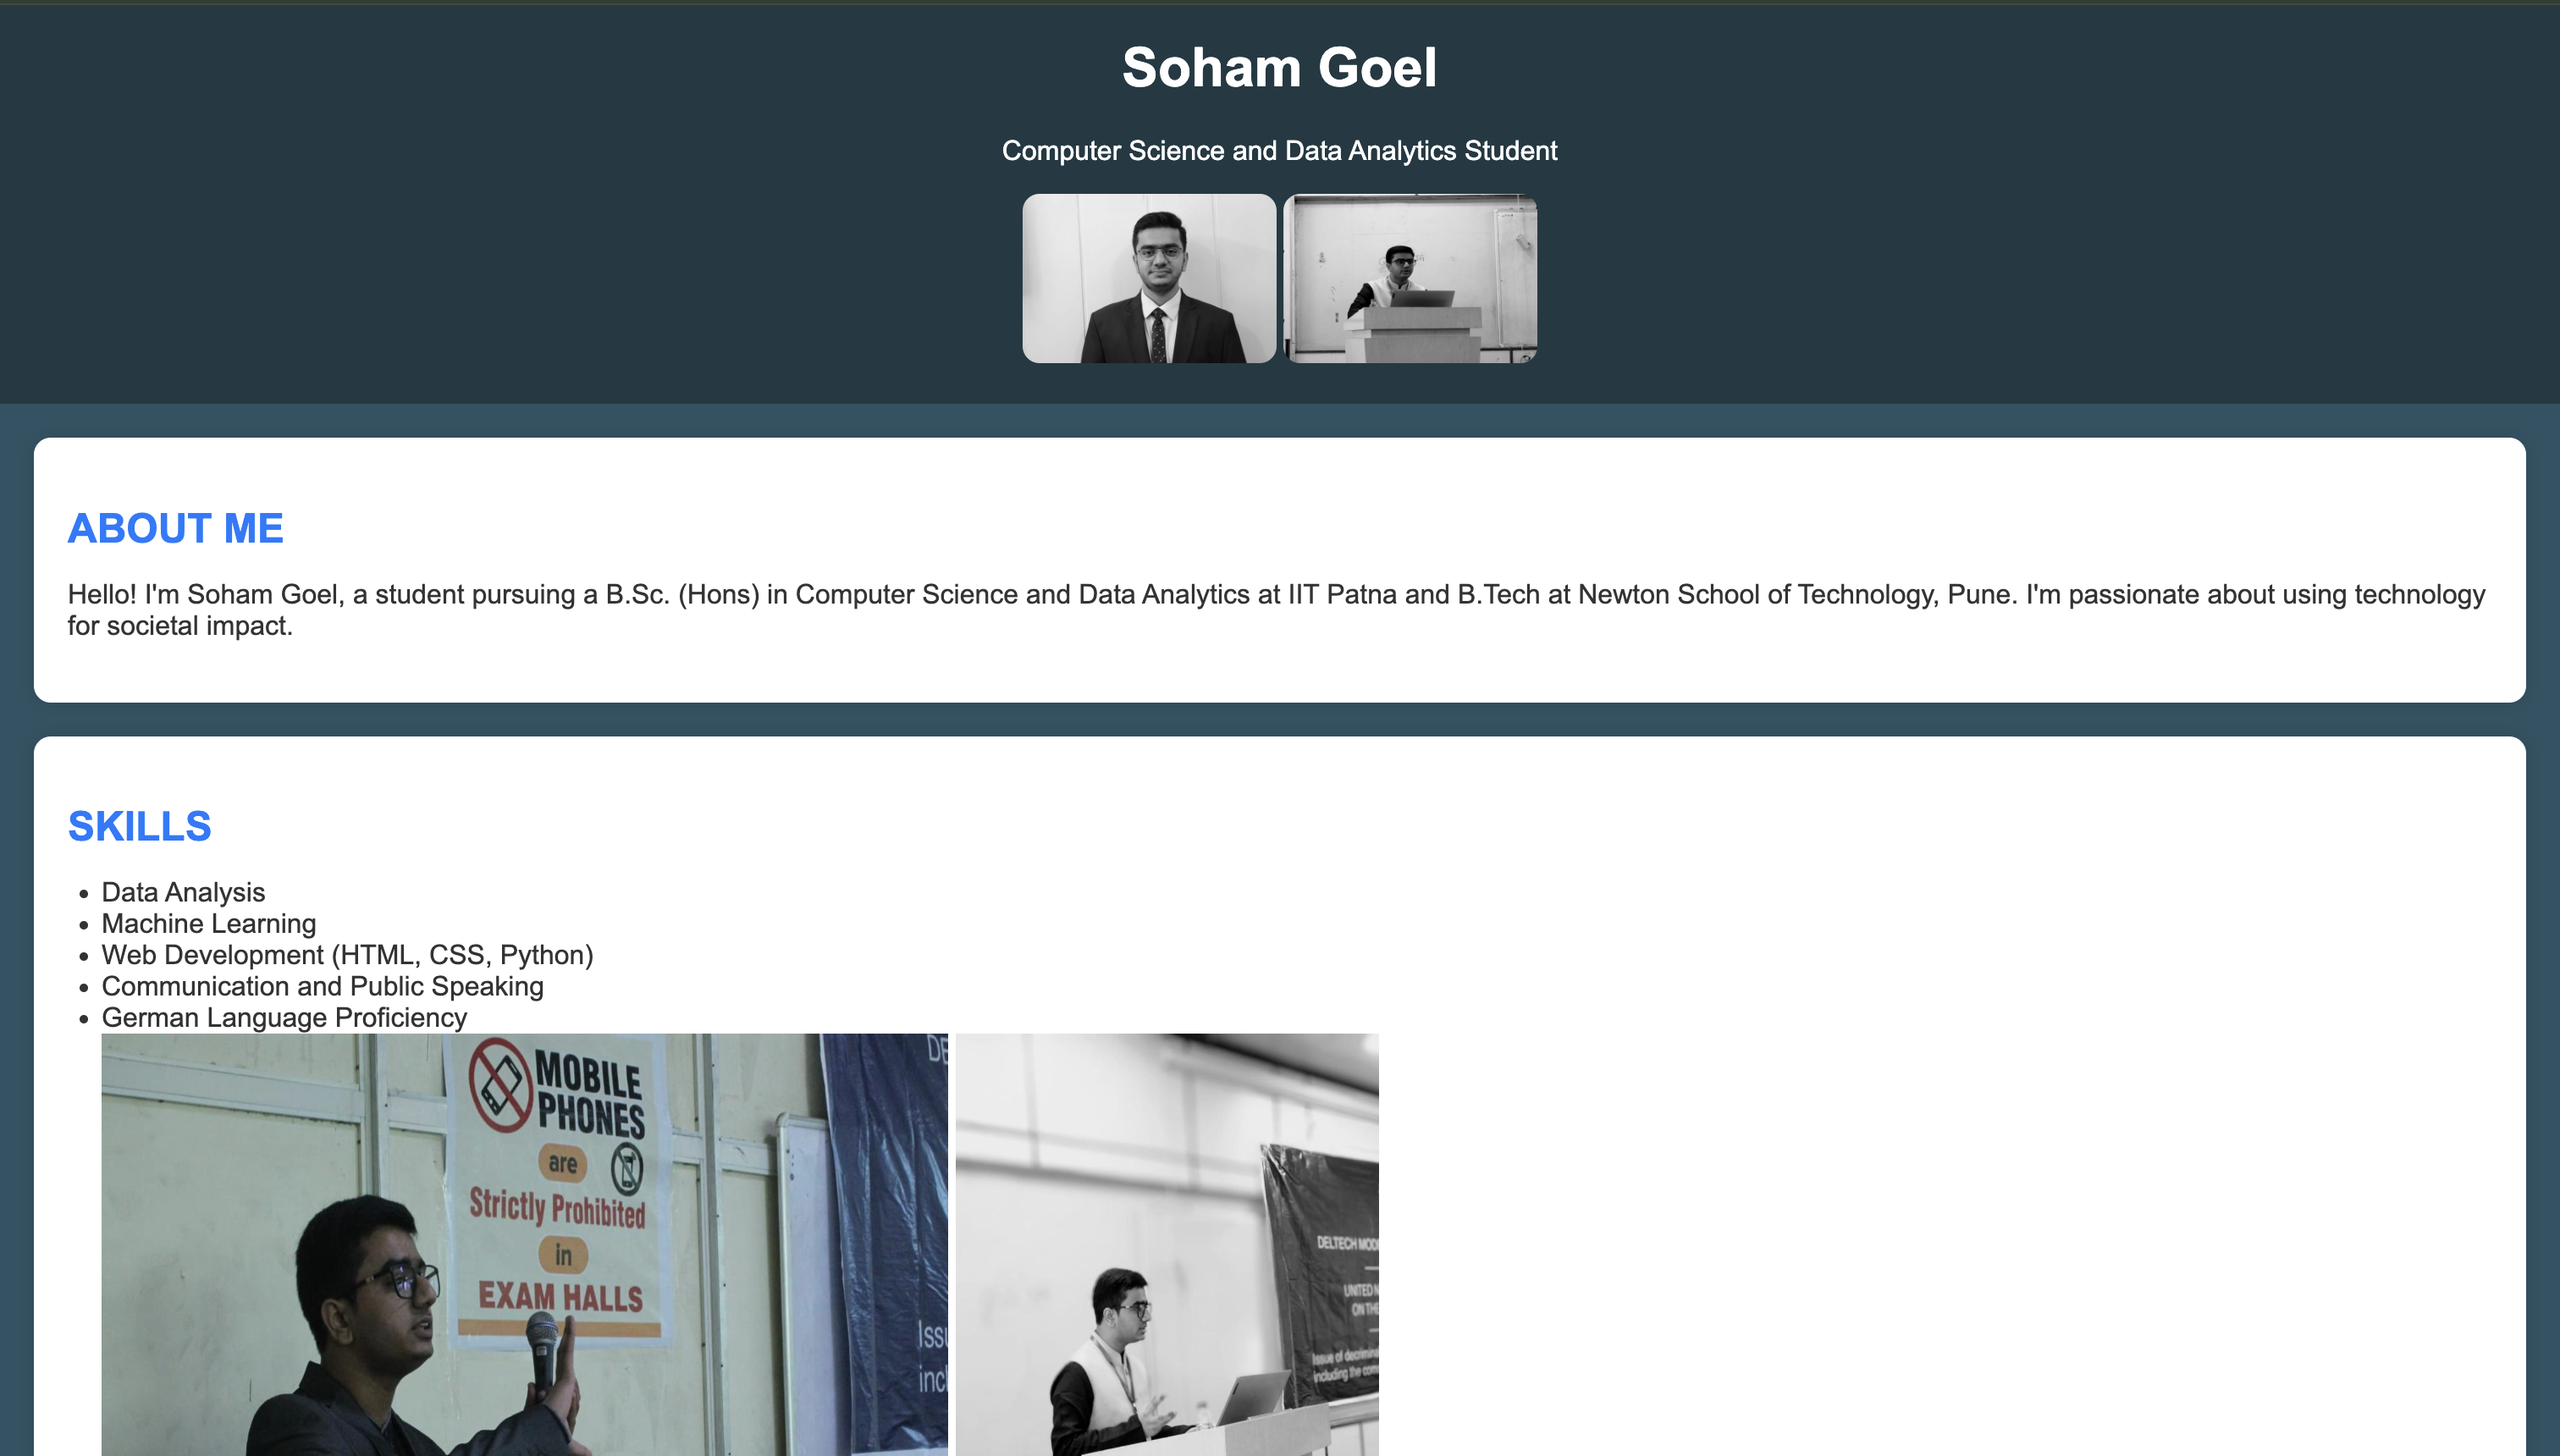 Soham Goel
Computer Science and Data Analytics Student
ABOUT ME
Hello! I'm Soham Goel, a student pursuing a B.Sc. (Hons) in Computer Science and Data Analytics at IIT Patna and B.Tech at Newton School of Technology, Pune. I'm passionate about using technology
for societal impact.
SKILLS
Data Analysis
Machine Learning
Web Development (HTML, CSS, Python)
Communication and Public Speaking
German Language Proficiency
MOBILE
PHONES
are
Strictly Prohibited
in
EXAM HALLS
DE
Issu
incl
DELTECH MOD
UNITED N
ON THE
Issue of decrimina
including the com